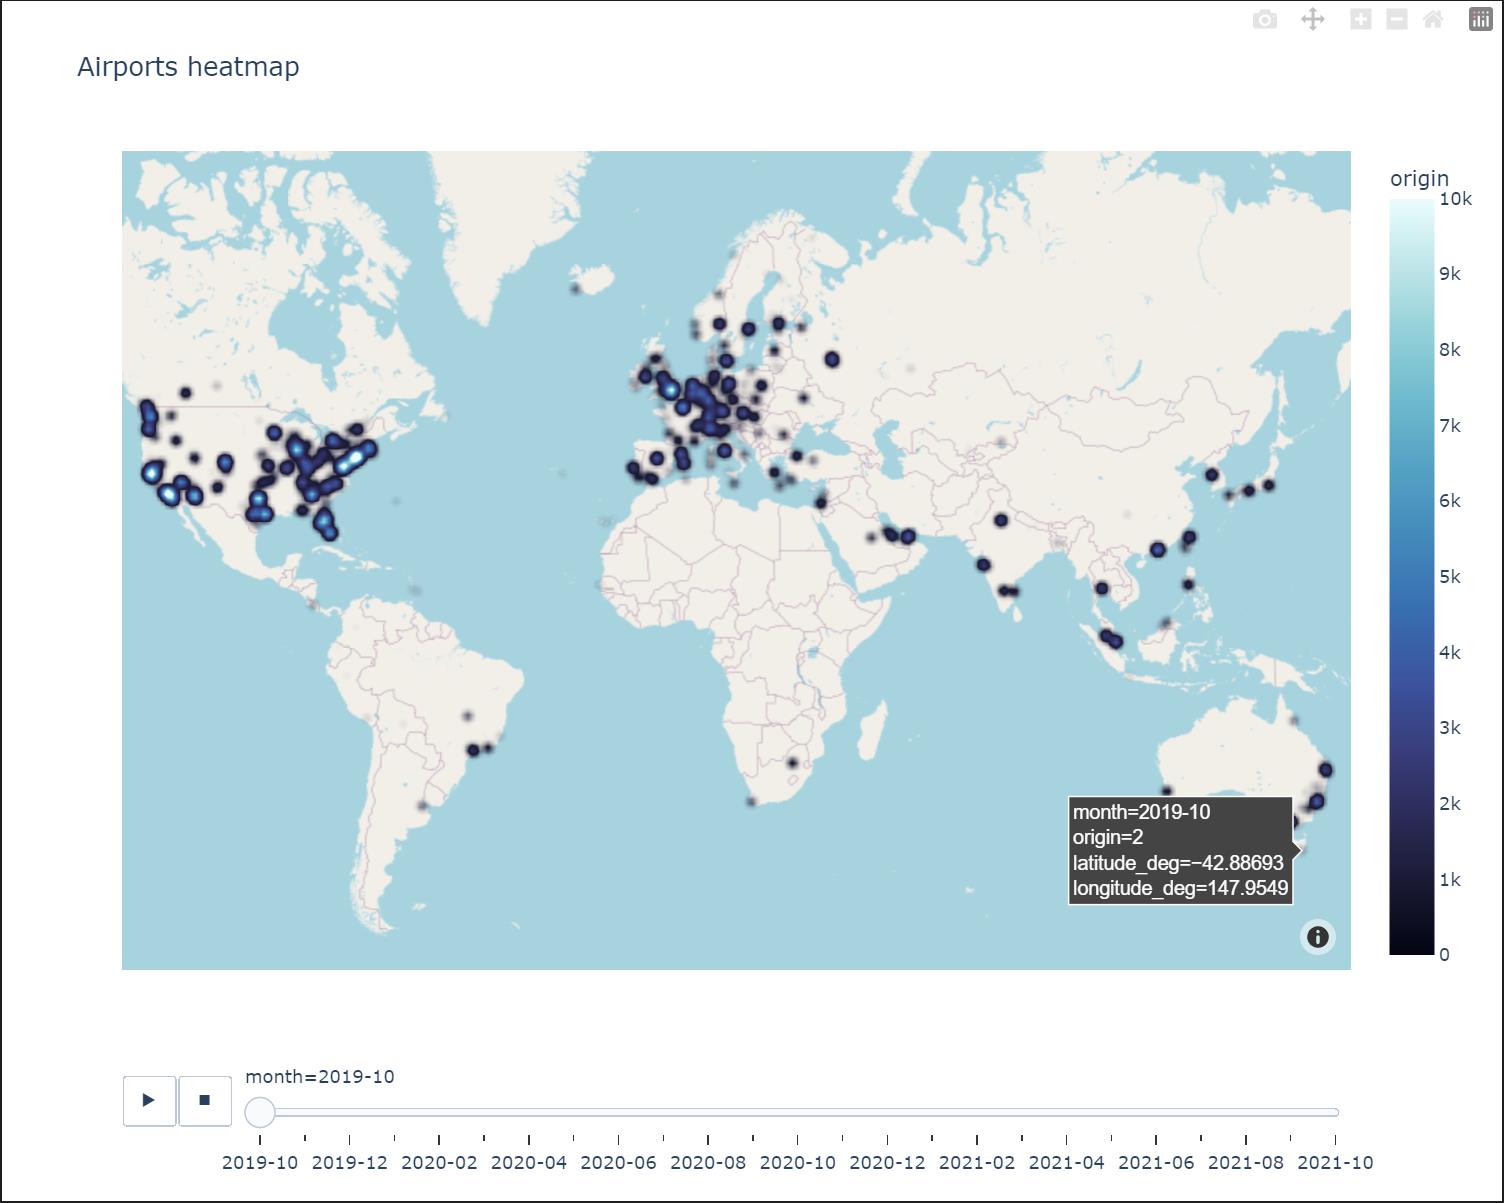 Airports heatmap
origin
10k
9k
8k
7k
6k
5k
4k
3k
2k
1k
0
month=2019-10
origin=2
latitude_deg=−42.88693
longitude_deg=147.9549
month=2019-10
2019-10 2019-12 2020-02 2020-04 2020-06 2020-08 2020-10 2020-12 2021-02 2021-04 2021-06 2021-08 2021-10